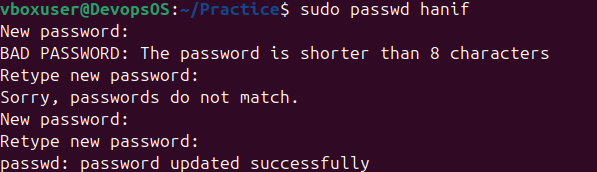 vboxuser@DevopsOS:~/Practice$ sudo passwd hanif
New password:
BAD PASSWORD: The password is shorter than 8 characters
Retype new password:
Sorry, passwords do not match.
New password:
Retype new password:
passwd: password updated successfully